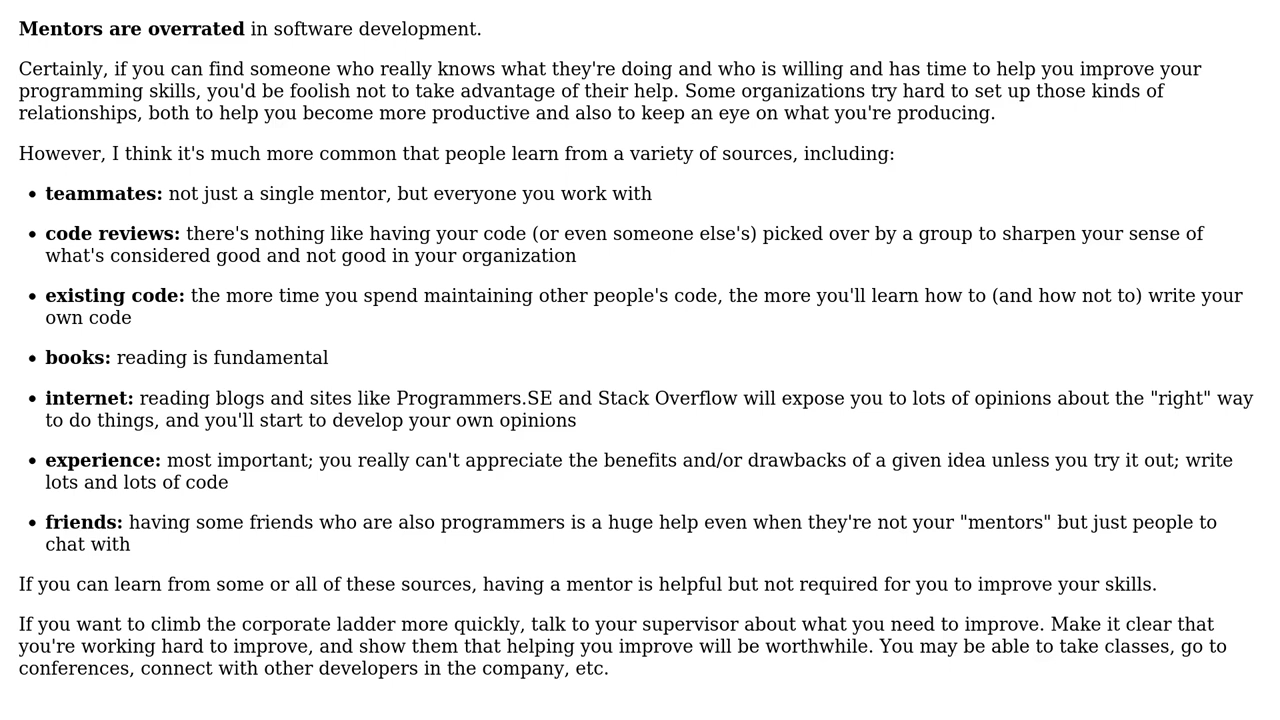 Mentors are overrated in software development.
Certainly, if you can find someone who really knows what they're doing and who is willing and has time to help you improve your
programming skills, you'd be foolish not to take advantage of their help. Some organizations try hard to set up those kinds of
relationships, both to help you become more productive and also to keep an eye on what you're producing.
However, I think it's much more common that people learn from a variety of sources, including:
• teammates: not just a single mentor, but everyone you work with
• code reviews: there's nothing like having your code (or even someone else's) picked over by a group to sharpen your sense of
what's considered good and not good in your organization
• existing code: the more time you spend maintaining other people's code, the more you'll learn how to (and how not to) write your
own code
• books: reading is fundamental
• internet: reading blogs and sites like Programmers.SE and Stack Overflow will expose you to lots of opinions about the "right" way
to do things, and you'll start to develop your own opinions
• experience: most important; you really can't appreciate the benefits and/or drawbacks of a given idea unless you try it out; write
lots and lots of code
• friends: having some friends who are also programmers is a huge help even when they're not your "mentors" but just people to
chat with
If you can learn from some or all of these sources, having a mentor is helpful but not required for you to improve your skills.
If you want to climb the corporate ladder more quickly, talk to your supervisor about what you need to improve. Make it clear that
you're working hard to improve, and show them that helping you improve will be worthwhile. You may be able to take classes, go to
conferences, connect with other developers in the company, etc.